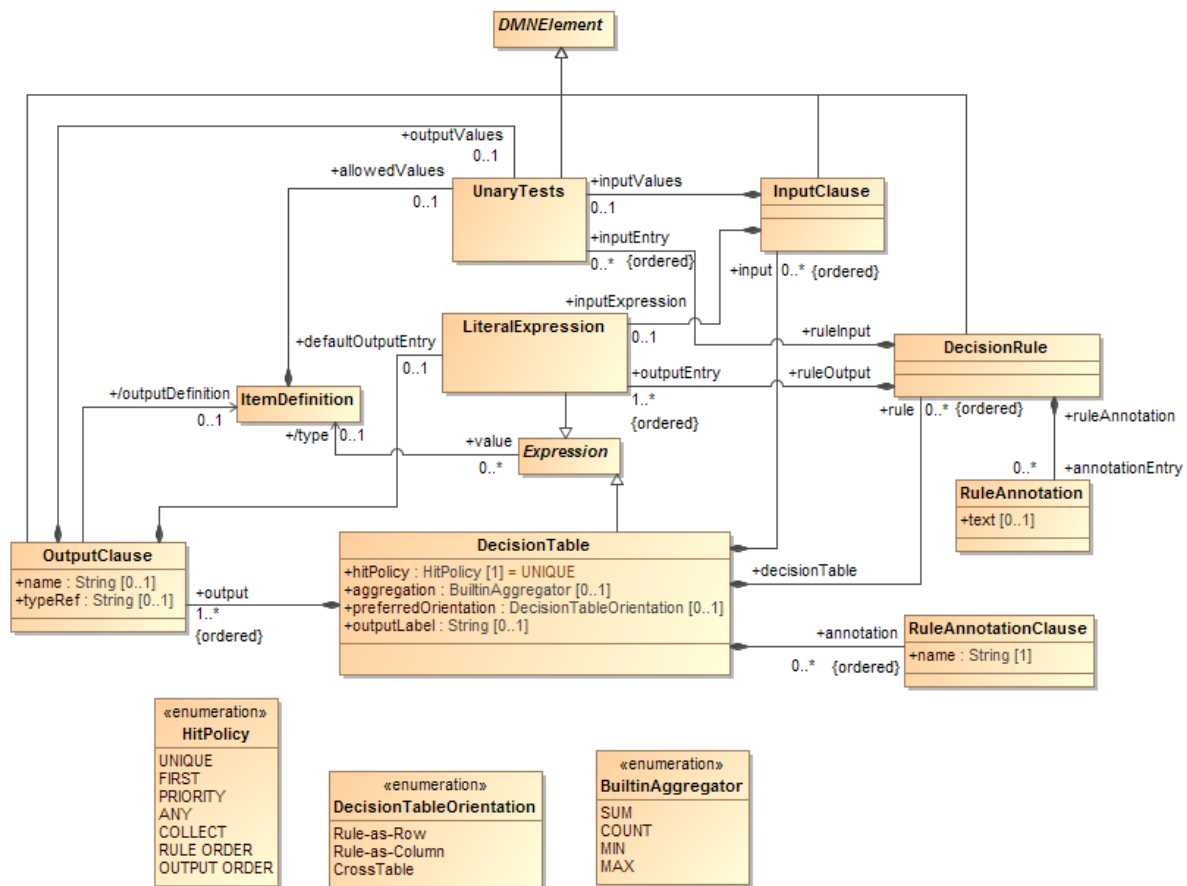 DMNElement
+outputValues
0..1
+allowedValues
0..1
UnaryTests
+inputValues
0..1
InputClause
+inputEntry
0..*
{ordered}
+input
0..*
{ordered}
+inputExpression
0..1
LiteralExpression
+defaultOutputEntry
0..1
+ruleInput
DecisionRule
+outputEntry
1..*
{ordered}
+ruleOutput
+rule
0..*
{ordered}
+/outputDefinition
0..1
ItemDefinition
+/type
0..1
+value
0..*
Expression
+ruleAnnotation
0..*
+annotationEntry
RuleAnnotation
+text [0..1]
OutputClause
+name : String [0..1]
+typeRef : String [0..1]
+output
1..*
{ordered}
DecisionTable
+hitPolicy : HitPolicy [1] = UNIQUE
+aggregation : BuiltinAggregator [0..1]
+preferredOrientation : DecisionTableOrientation [0..1]
+outputLabel : String [0..1]
+decisionTable
+annotation
0..*
{ordered}
RuleAnnotationClause
+name : String [1]
«enumeration»
HitPolicy
UNIQUE
FIRST
PRIORITY
ANY
COLLECT
RULE ORDER
OUTPUT ORDER
«enumeration»
DecisionTableOrientation
Rule-as-Row
Rule-as-Column
CrossTable
«enumeration»
BuiltinAggregator
SUM
COUNT
MIN
MAX